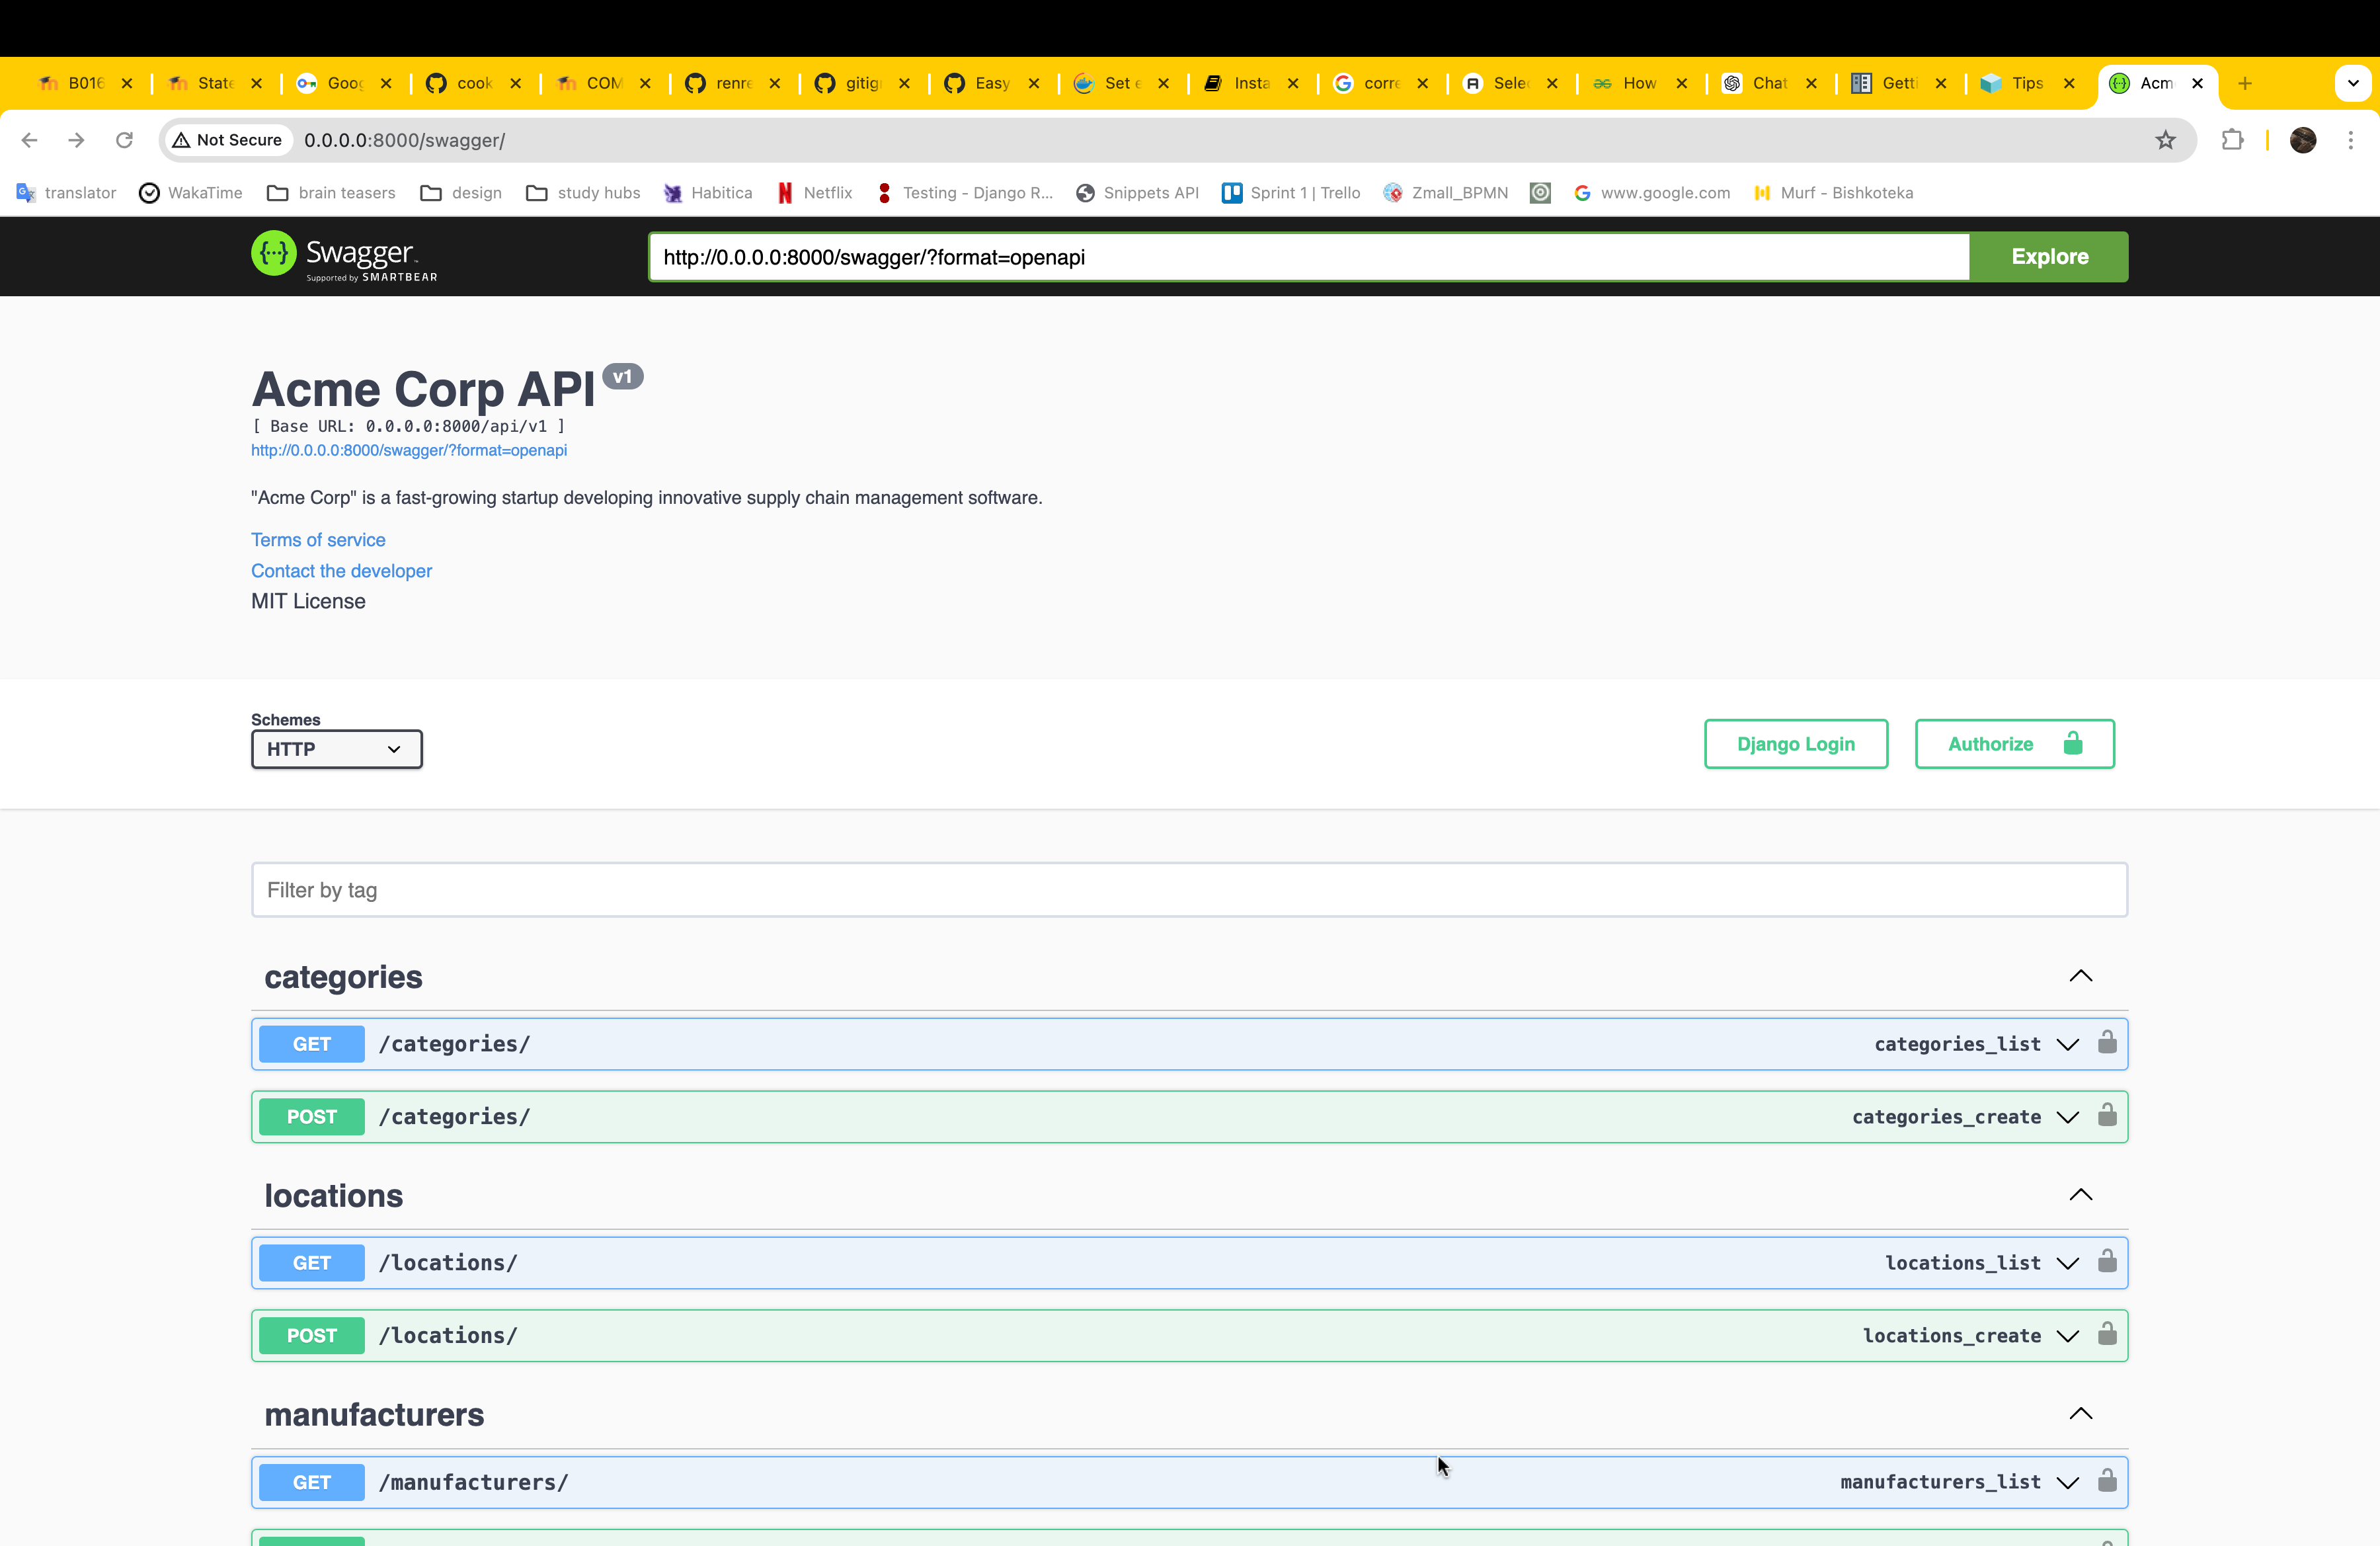 B016
State
Goog
cook
COM
renre
gitig
Easy
Set e
Insta
corre
Selec
How
Chat
Getti
Tips
Acm
Not Secure
0.0.0.0:8000/swagger/
translator
WakaTime
brain teasers
design
study hubs
Habitica
Netflix
Testing - Django R...
Snippets API
Sprint 1 | Trello
Zmall_BPMN
www.google.com
Murf - Bishkoteka
Swagger
Supported by SMARTBEAR
http://0.0.0.0:8000/swagger/?format=openapi
Explore
Acme Corp API v1
[ Base URL: 0.0.0.0:8000/api/v1 ]
http://0.0.0.0:8000/swagger/?format=openapi
"Acme Corp" is a fast-growing startup developing innovative supply chain management software.
Terms of service
Contact the developer
MIT License
Schemes
HTTP
Django Login
Authorize
Filter by tag
categories
GET /categories/ categories_list
POST /categories/ categories_create
locations
GET /locations/ locations_list
POST /locations/ locations_create
manufacturers
GET /manufacturers/ manufacturers_list